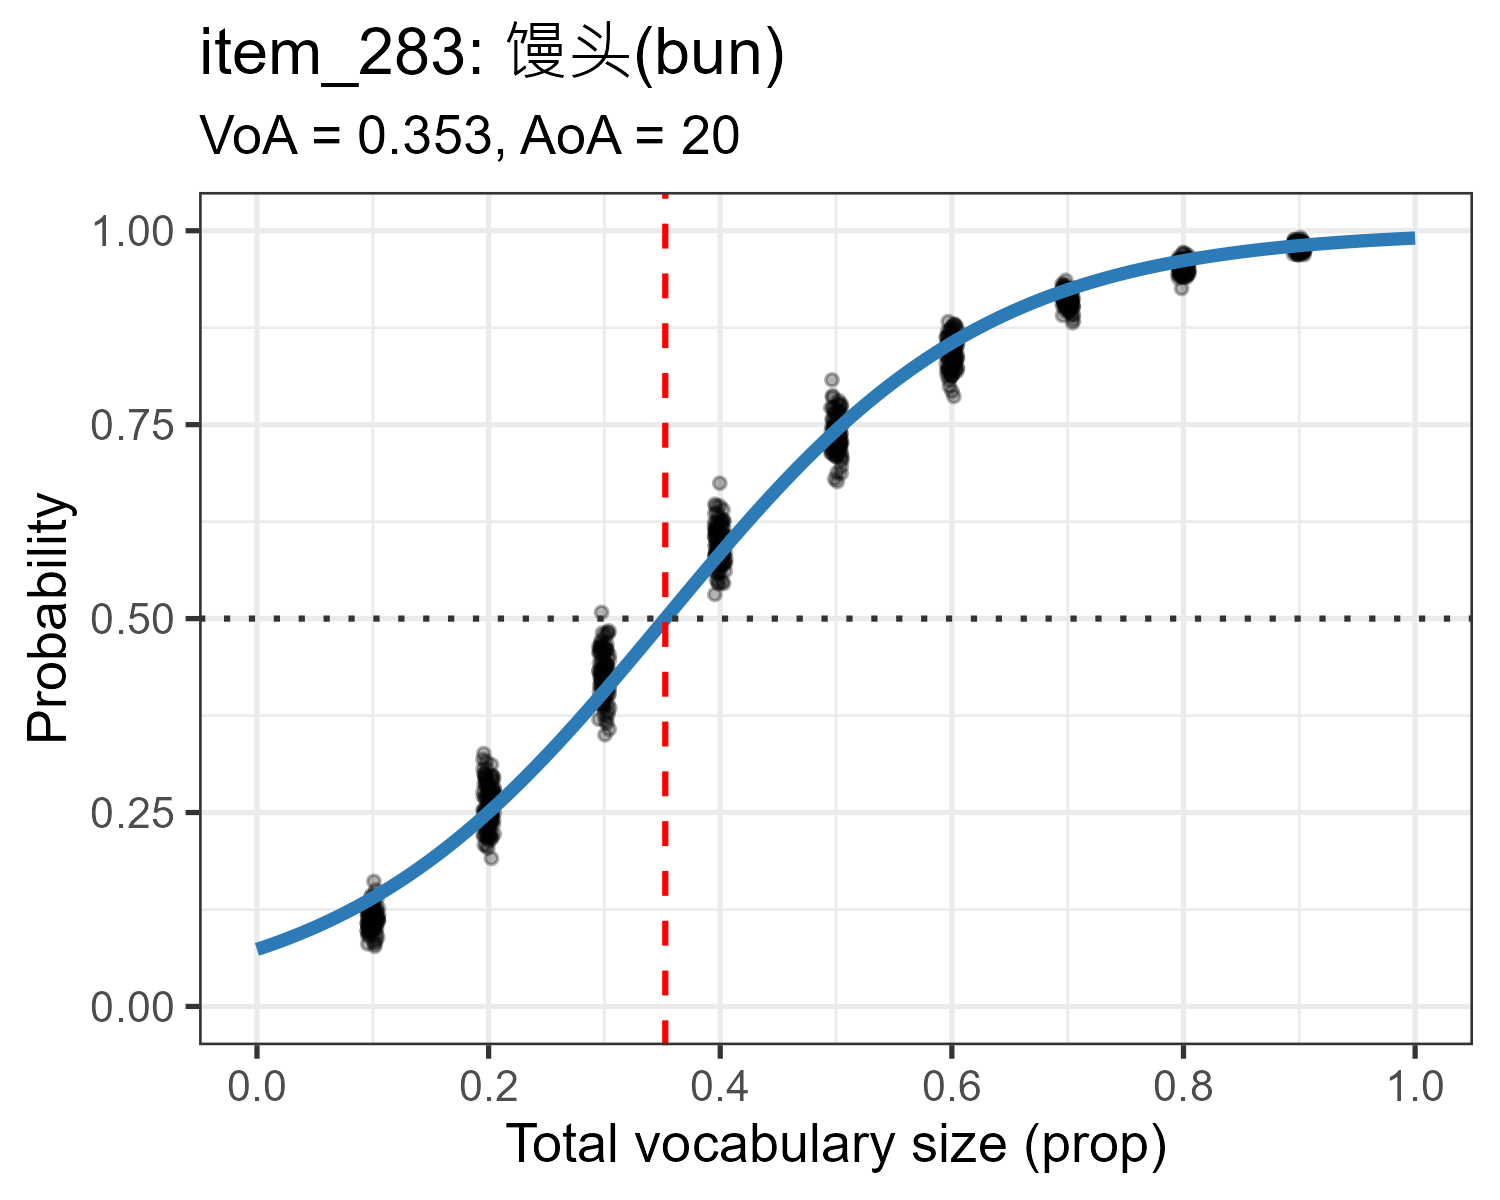 item_283: 馒头(bun)
VoA = 0.353, AoA = 20
Probability
1.00
0.75
0.50
0.25
0.00
0.0 0.2 0.4 0.6 0.8 1.0
Total vocabulary size (prop)